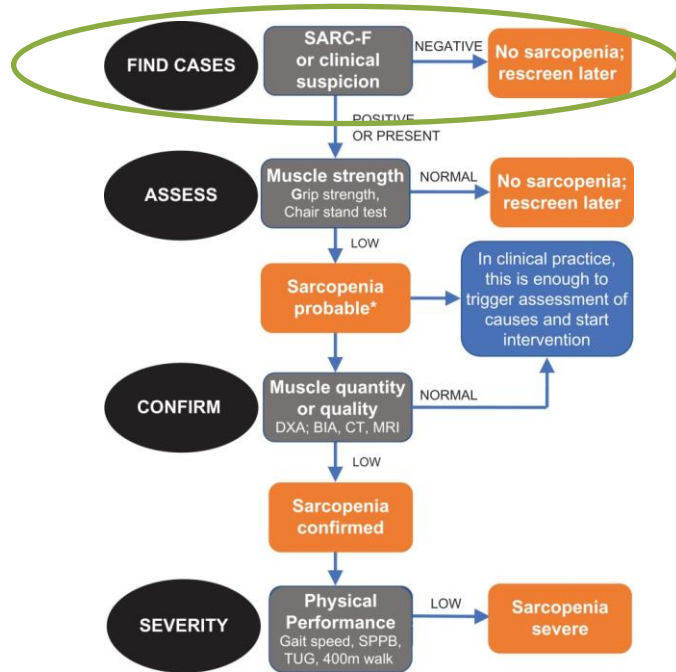 FIND CASES
SARC-F
or clinical
suspicion
NEGATIVE
No sarcopenia;
rescreen later
POSITIVE
OR PRESENT
ASSESS
Muscle strength
Grip strength,
Chair stand test
NORMAL
No sarcopenia;
rescreen later
LOW
Sarcopenia
probable*
In clinical practice,
this is enough to
trigger assessment of
causes and start
intervention
CONFIRM
Muscle quantity
or quality
DXA; BIA, CT, MRI
NORMAL
LOW
Sarcopenia
confirmed
SEVERITY
Physical
Performance
Gait speed, SPPB,
TUG, 400m walk
LOW
Sarcopenia
severe